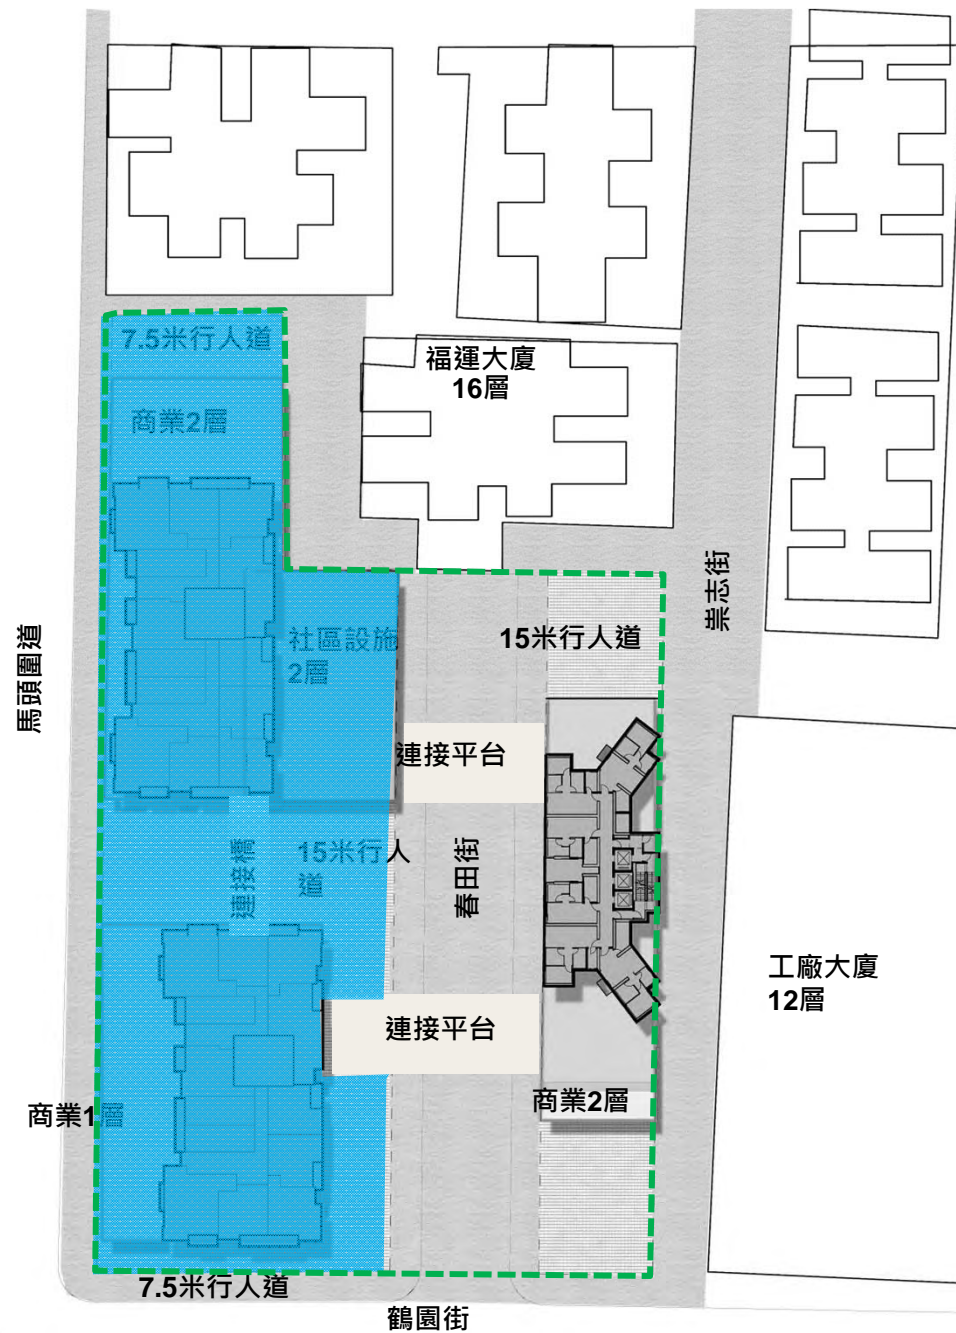 7.5米行人道
福運大廈
16層
商業2層
崇志街
馬頭圍道
社區設施
2層
15米行人道
連接平台
連接橋
15米行人
道
春田街
工廠大廈
12層
連接平台
商業1層
商業2層
7.5米行人道
鶴園街